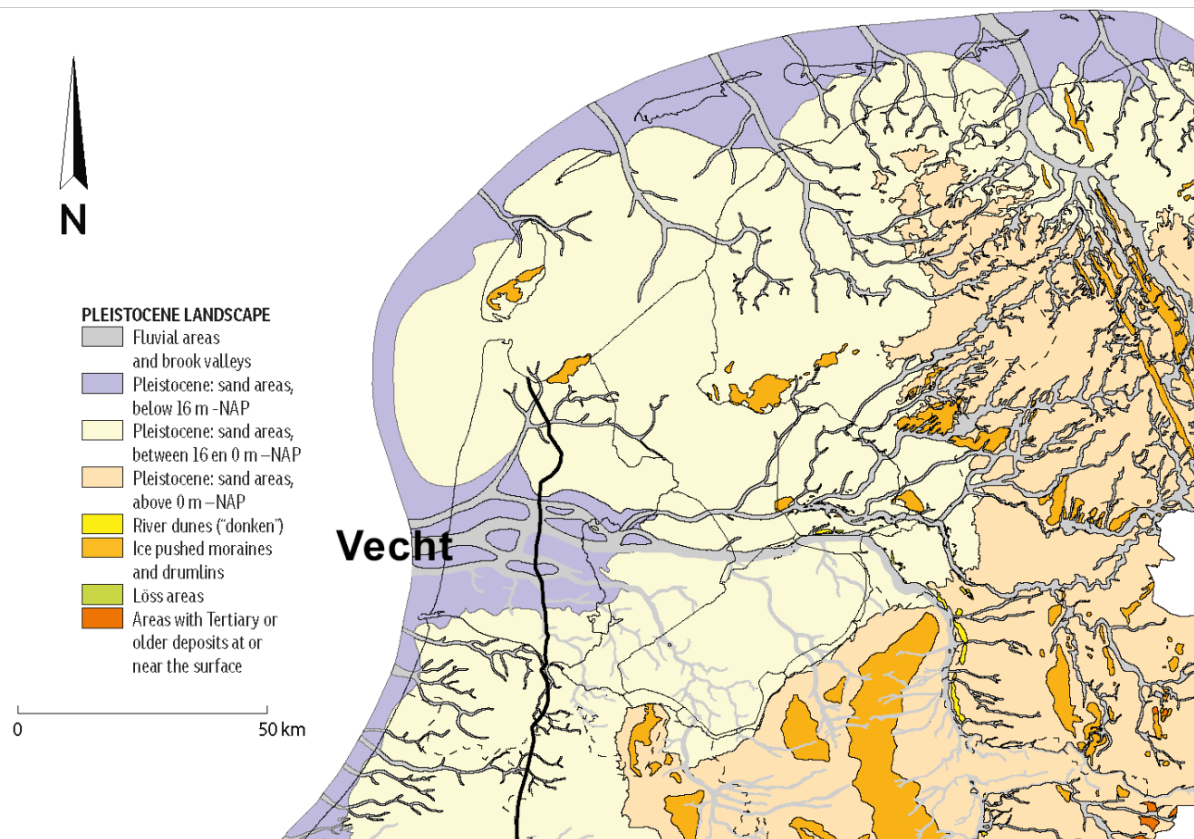 N
PLEISTOCENE LANDSCAPE
Fluvial areas
and brook valleys
Pleistocene: sand areas,
below 16 m -NAP
Pleistocene: sand areas,
between 16 en 0 m –NAP
Pleistocene: sand areas,
above 0 m –NAP
River dunes (“donken”)
Ice pushed moraines
and drumlins
Löss areas
Areas with Tertiary or
older deposits at or
near the surface
0 50 km
Vecht